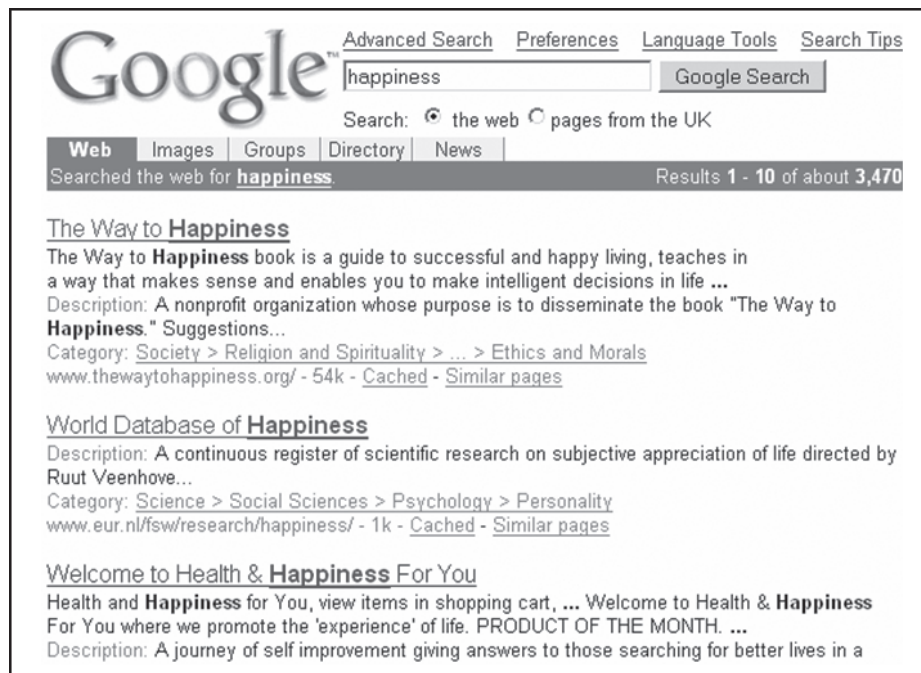 Google™
Advanced Search Preferences Language Tools Search Tips
happiness Google Search
Search: the web pages from the UK
Web Images Groups Directory News
Searched the web for happiness. Results 1 - 10 of about 3,470
The Way to Happiness
The Way to Happiness book is a guide to successful and happy living, teaches in
a way that makes sense and enables you to make intelligent decisions in life ...
Description: A nonprofit organization whose purpose is to disseminate the book "The Way to
Happiness." Suggestions...
Category: Society > Religion and Spirituality > ... > Ethics and Morals
www.thewaytohappiness.org/ - 54k - Cached - Similar pages
World Database of Happiness
Description: A continuous register of scientific research on subjective appreciation of life directed by
Ruut Veenhove...
Category: Science > Social Sciences > Psychology > Personality
www.eur.nl/fsw/research/happiness/ - 1k - Cached - Similar pages
Welcome to Health & Happiness For You
Health and Happiness for You, view items in shopping cart, ... Welcome to Health & Happiness
For You where we promote the 'experience' of life. PRODUCT OF THE MONTH. ...
Description: A journey of self improvement giving answers to those searching for better lives in a